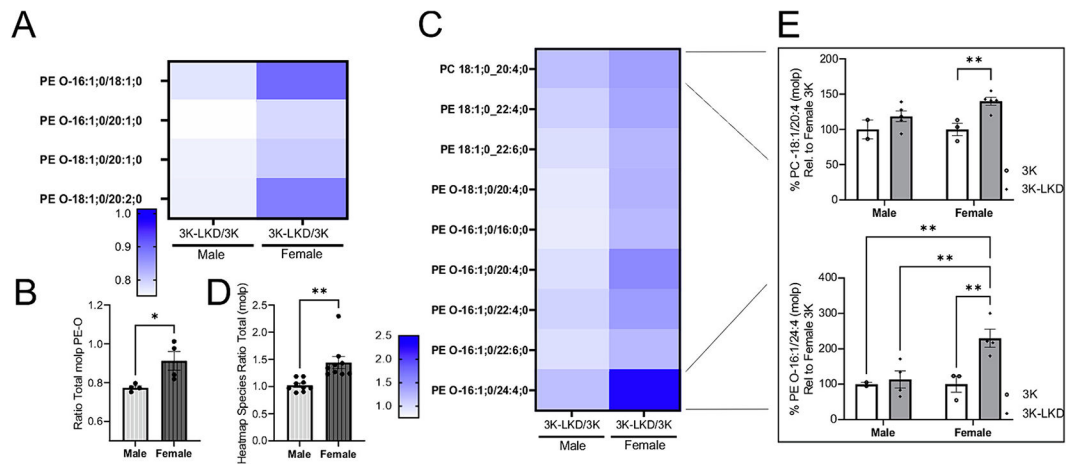 A
PE O-16:1;0/18:1;0
PE O-16:1;0/20:1;0
PE O-18:1;0/20:1;0
PE O-18:1;0/20:2;0
1.0
0.9
0.8
3K-LKD/3K 3K-LKD/3K
Male Female
B
Ratio Total molp PE-O
1.2
1.0
0.8
0.6
*
Male Female
D
Heatmap Species Ratio Total (molp)
2.5
2.0
1.5
1.0
0.5
0.0
**
Male Female
C
PC 18:1;0_20:4;0
PE 18:1;0_22:4;0
PE 18:1;0_22:6;0
PE O-18:1;0/20:4;0
PE O-16:1;0/16:0;0
PE O-16:1;0/20:4;0
PE O-16:1;0/22:4;0
PE O-16:1;0/22:6;0
PE O-16:1;0/24:4;0
2.5
2.0
1.5
1.0
3K-LKD/3K 3K-LKD/3K
Male Female
E
% PC -18:1/20:4 (molp)
Rel. to Female 3K
200
150
100
50
0
**
Male Female
3K
3K-LKD
% PE O-16:1/24:4 (molp)
Rel to Female 3K
400
300
200
100
0
**
**
**
Male Female
3K
3K-LKD